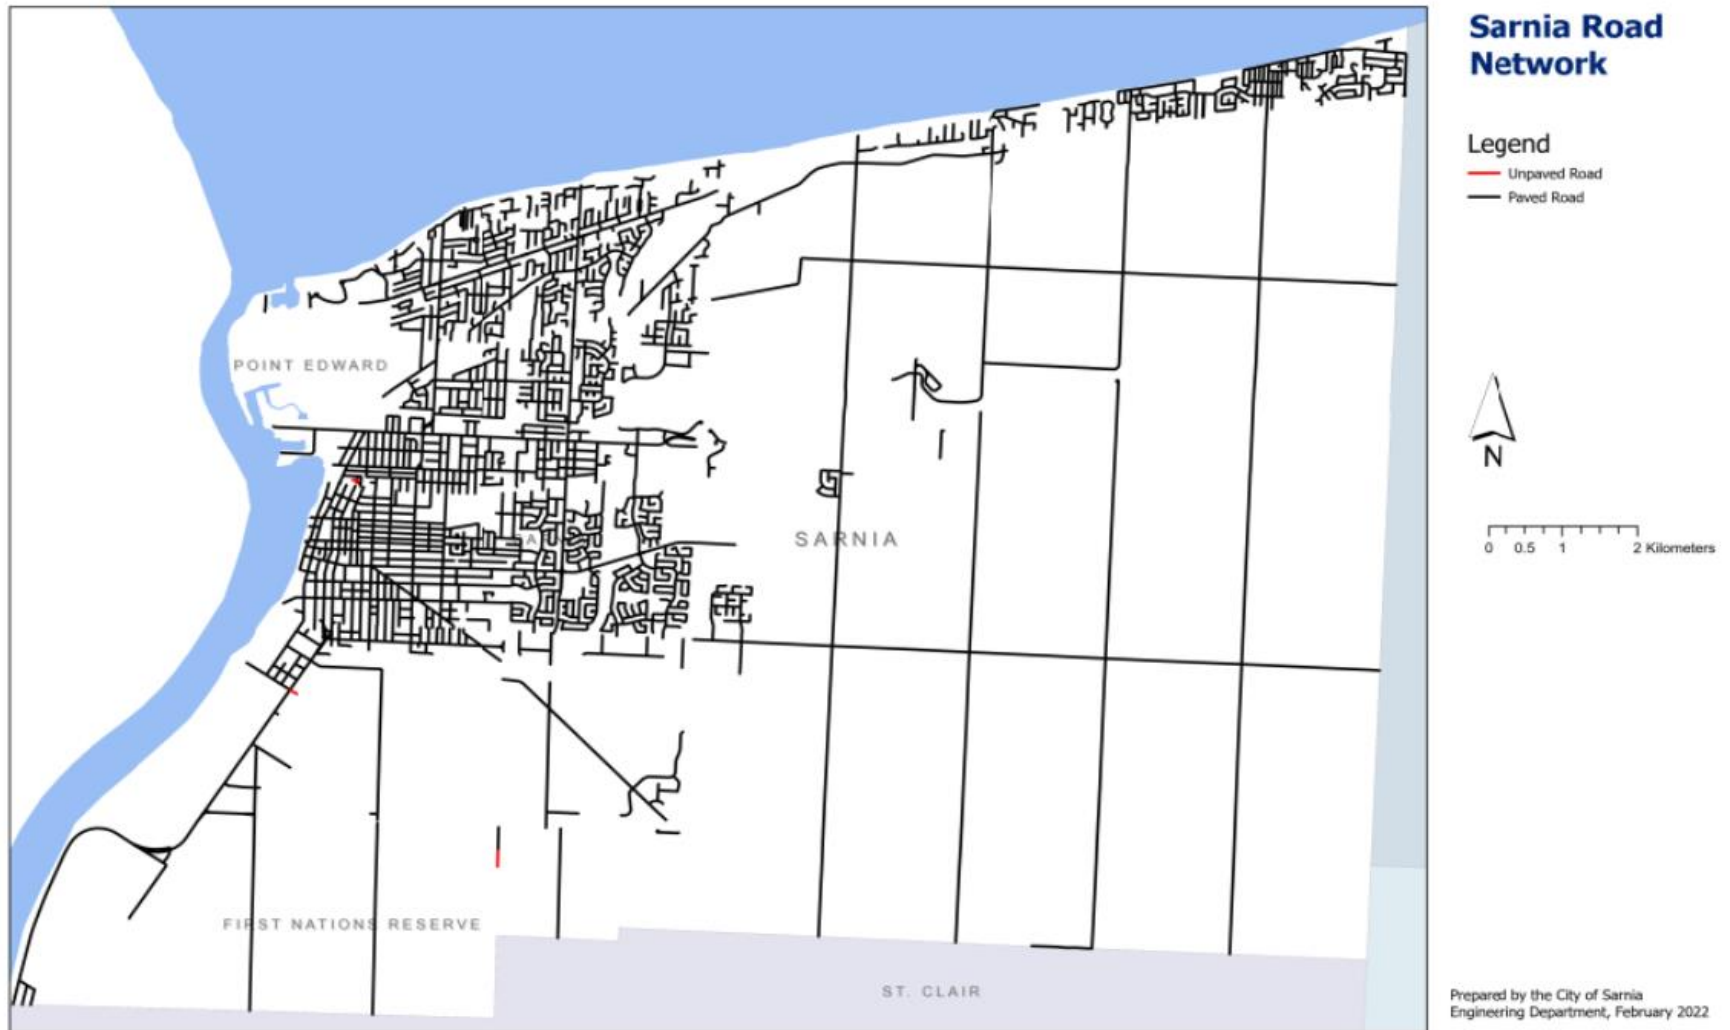 Sarnia Road
Network
Legend
Unpaved Road
Paved Road
POINT EDWARD
N
SARNIA
0 0.5 1 2 Kilometers
FIRST NATIONS RESERVE
ST. CLAIR
Prepared by the City of Sarnia
Engineering Department, February 2022